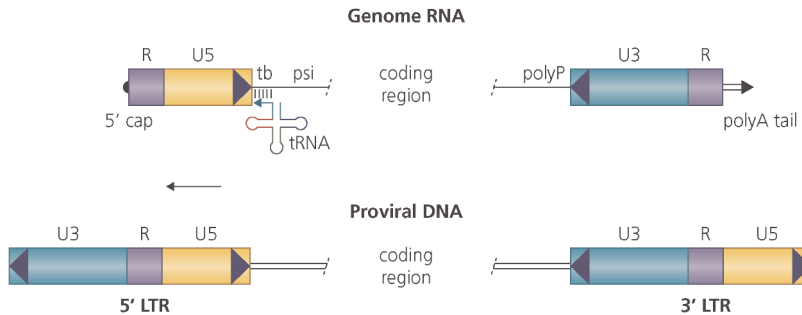 Genome RNA
R U5 tb psi coding region polyP U3 R
5’ cap tRNA polyA tail
Proviral DNA
U3 R U5 coding region U3 R U5
5’ LTR 3’ LTR